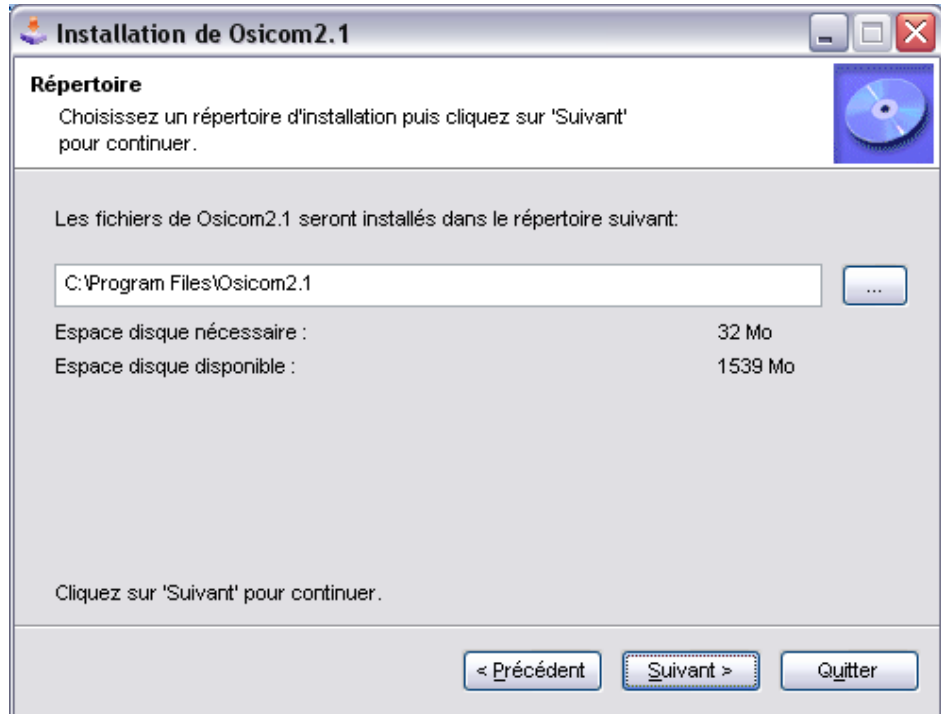 Installation de Osicom2.1
Répertoire
Choisissez un répertoire d'installation puis cliquez sur 'Suivant'
pour continuer.
Les fichiers de Osicom2.1 seront installés dans le répertoire suivant:
C:\Program Files\Osicom2.1
...
Espace disque nécessaire : 32 Mo
Espace disque disponible : 1539 Mo
Cliquez sur 'Suivant' pour continuer.
< Précédent Suivant > Quitter